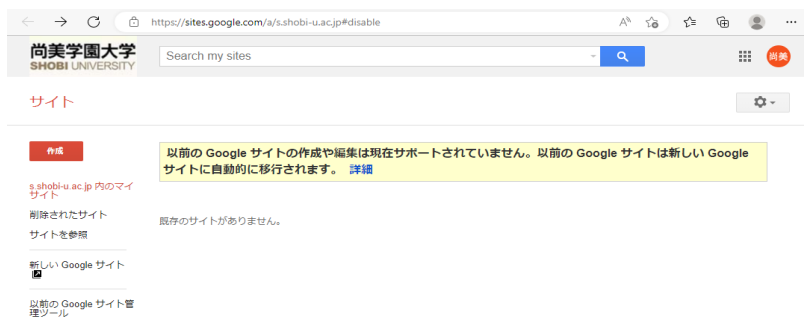 https://sites.google.com/a/s.shobi-u.ac.jp#disable
尚美学園大学
SHOBI UNIVERSITY
Search my sites
尚美
サイト
作成
以前の Google サイトの作成や編集は現在サポートされていません。以前の Google サイトは新しい Google
サイトに自動的に移行されます。 詳細
s.shobi-u.ac.jp 内のマイ
サイト
削除されたサイト
既存のサイトがありません。
サイトを参照
新しい Google サイト
以前の Google サイト管
理ツール